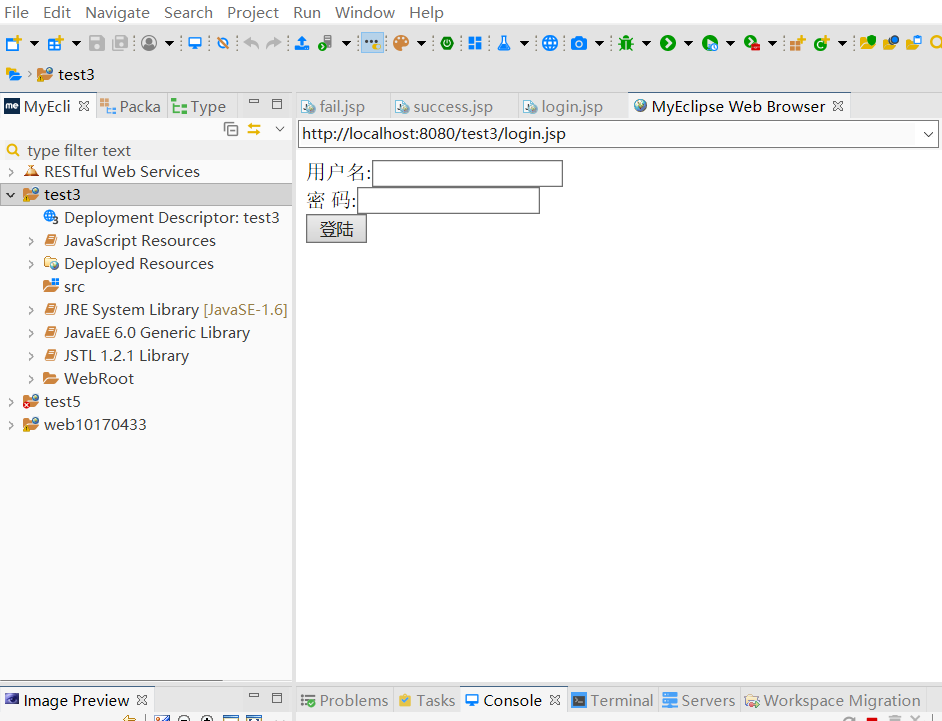 File Edit Navigate Search Project Run Window Help
test3
MyEcli Packa Type
type filter text
RESTful Web Services
test3
Deployment Descriptor: test3
JavaScript Resources
Deployed Resources
src
JRE System Library [JavaSE-1.6]
JavaEE 6.0 Generic Library
JSTL 1.2.1 Library
WebRoot
test5
web10170433
fail.jsp success.jsp login.jsp MyEclipse Web Browser
http://localhost:8080/test3/login.jsp
用户名:
密 码:
登陆
Image Preview
Problems Tasks Console Terminal Servers Workspace Migration